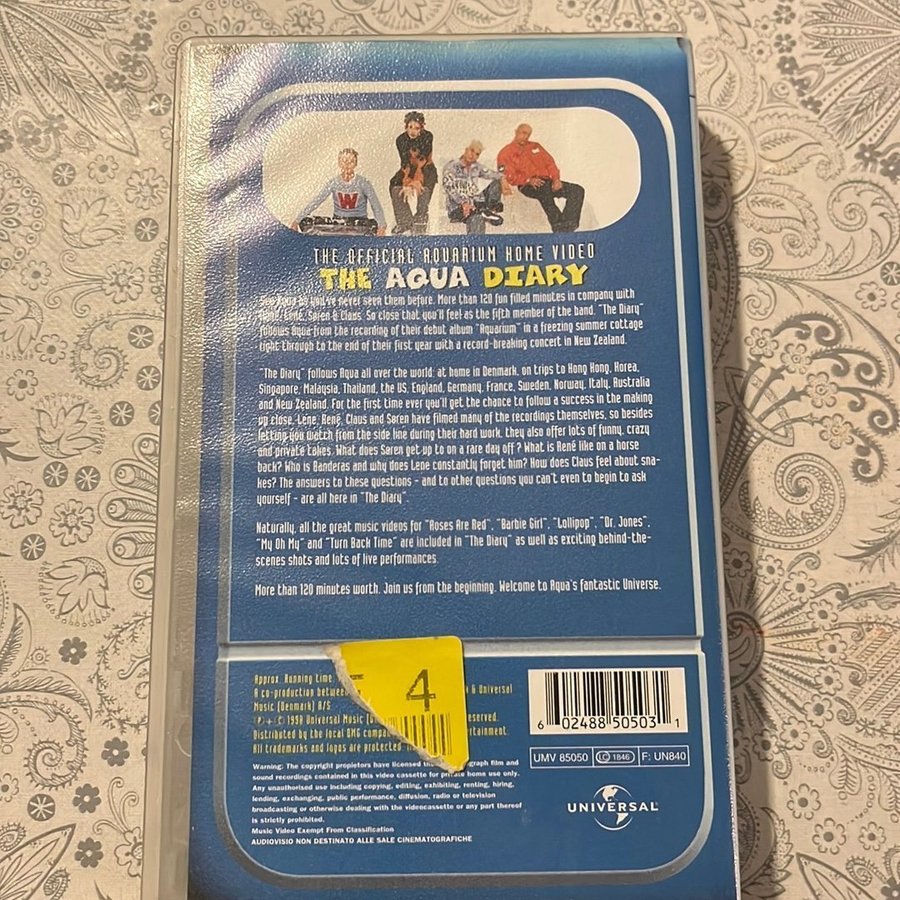 W
THE OFFICIAL AQUARIUM HOME VIDEO
THE AQUA DIARY
See Aqua as you've never seen them before. More than 120 fun filled minutes in company with
René, Lene, Søren & Claus. So close that you'll feel as the fifth member of the band. "The Diary"
follows Aqua from the recording of their debut album "Aquarium" in a freezing summer cottage
right through to the end of their first year with a record-breaking concert in New Zealand.
"The Diary" follows Aqua all over the world: at home in Denmark, on trips to Hong Kong, Korea,
Singapore, Malaysia, Thailand, the US, England, Germany, France, Sweden, Norway, Italy, Australia
and New Zealand. For the first time ever you'll get the chance to follow a success in the making
up close. Lene, René, Claus and Søren have filmed many of the recordings themselves, so besides
letting you watch from the side line during their hard work, they also offer lots of funny, crazy
and private takes. What does Søren get up to on a rare day off ? What is René like on a horse
back? Who is Banderas and why does Lene constantly forget him? How does Claus feel about sna-
kes? The answers to these questions - and to other questions you can't even to begin to ask
yourself - are all here in "The Diary".
Naturally, all the great music videos for "Roses Are Red", "Barbie Girl", "Lollipop", "Dr. Jones",
"My Oh My" and "Turn Back Time" are included in "The Diary" as well as exciting behind-the-
scenes shots and lots of live performances.
More than 120 minutes worth. Join us from the beginning. Welcome to Aqua's fantastic Universe.
Approx. Running time
A co-production between & Universal
Music (Denmark) A/S
℗ + © 1998 Universal Music reserved.
Distributed by the local BMG
All trademarks and logos are protected.
4
Warning: The copyright propietors have licensed the film and
sound recordings contained in this video cassette for private home use only.
Any unauthorised use including copying, editing, exhibiting, renting, hiring,
lending, exchanging, public performance, diffusion, radio or television
broadcasting or otherwise dealing with the videocassette or any part thereof
is strictly prohibited.
Music Video Exempt From Classification
AUDIOVISIO NON DESTINATO ALLE SALE CINEMATOGRAFICHE
6 02488 50503 1
UMV 85050 LC 1846 F: UN840
UNIVERSAL